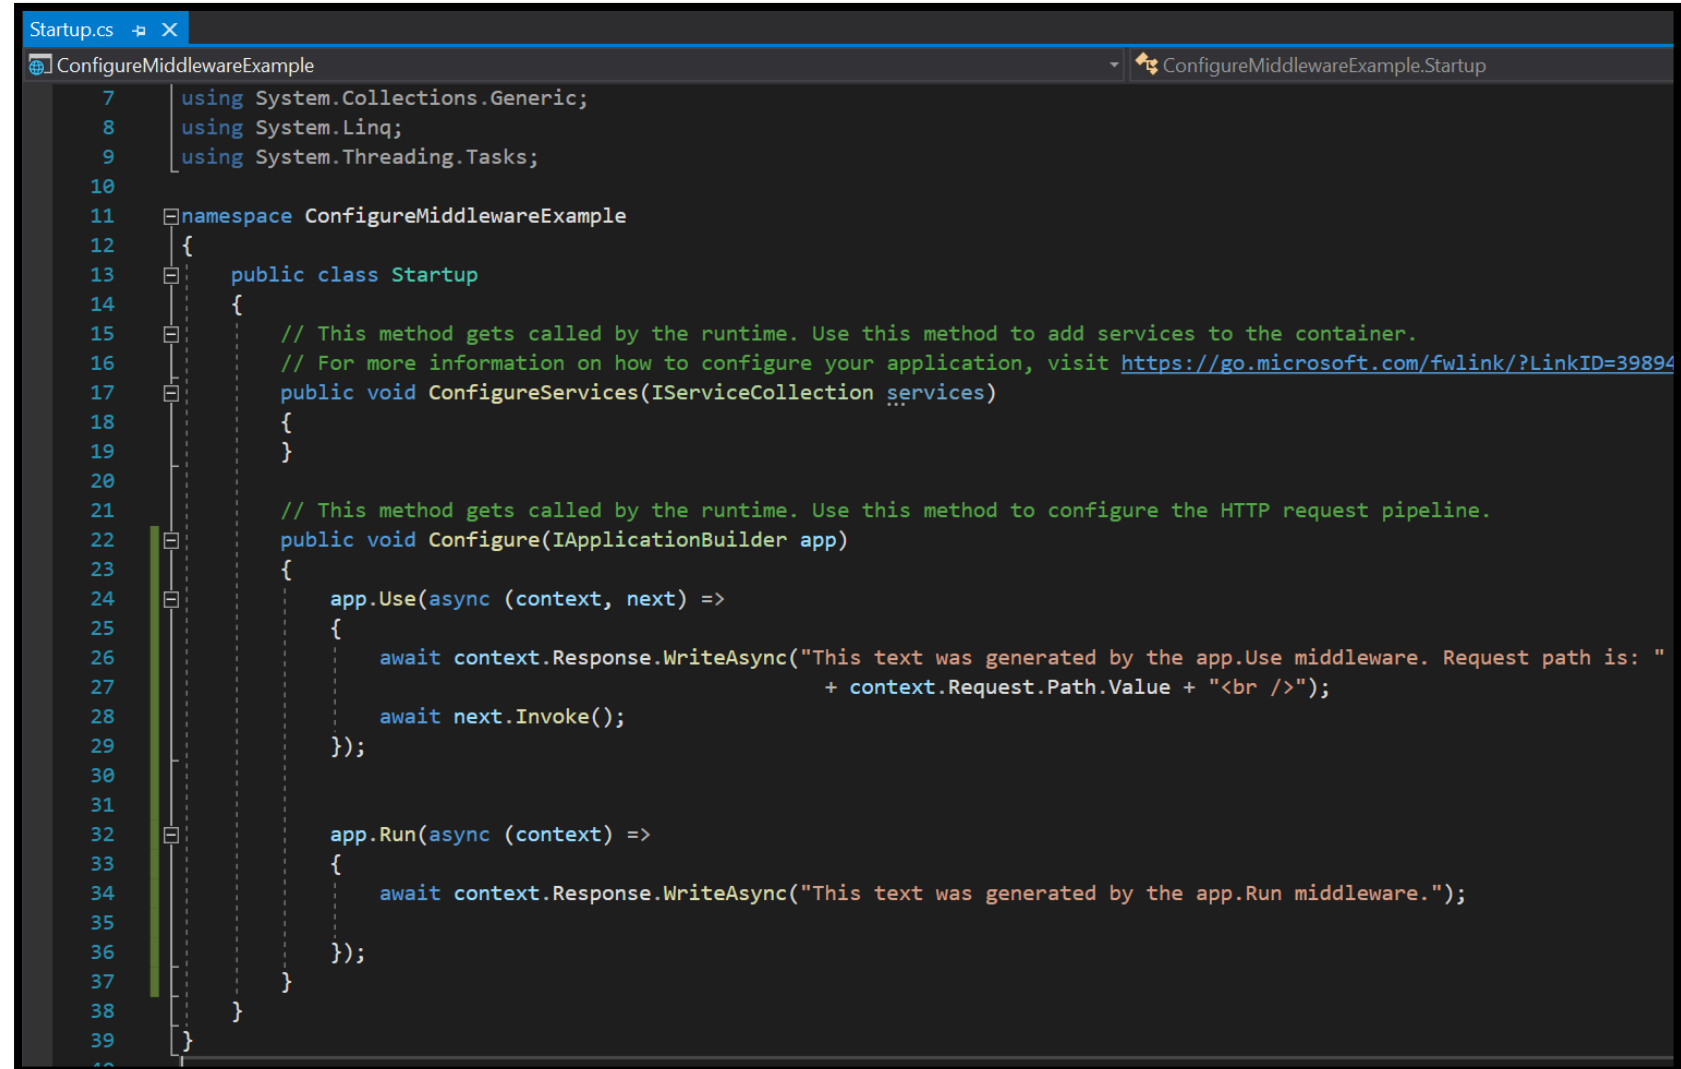 Startup.cs
ConfigureMiddlewareExample ConfigureMiddlewareExample.Startup
7 using System.Collections.Generic;
8 using System.Linq;
9 using System.Threading.Tasks;
10
11 namespace ConfigureMiddlewareExample
12 {
13 public class Startup
14 {
15 // This method gets called by the runtime. Use this method to add services to the container.
16 // For more information on how to configure your application, visit https://go.microsoft.com/fwlink/?LinkID=39894
17 public void ConfigureServices(IServiceCollection services)
18 {
19 }
20
21 // This method gets called by the runtime. Use this method to configure the HTTP request pipeline.
22 public void Configure(IApplicationBuilder app)
23 {
24 app.Use(async (context, next) =>
25 {
26 await context.Response.WriteAsync("This text was generated by the app.Use middleware. Request path is: "
27 + context.Request.Path.Value + "<br />");
28 await next.Invoke();
29 });
30
31
32 app.Run(async (context) =>
33 {
34 await context.Response.WriteAsync("This text was generated by the app.Run middleware.");
35
36 });
37 }
38 }
39 }